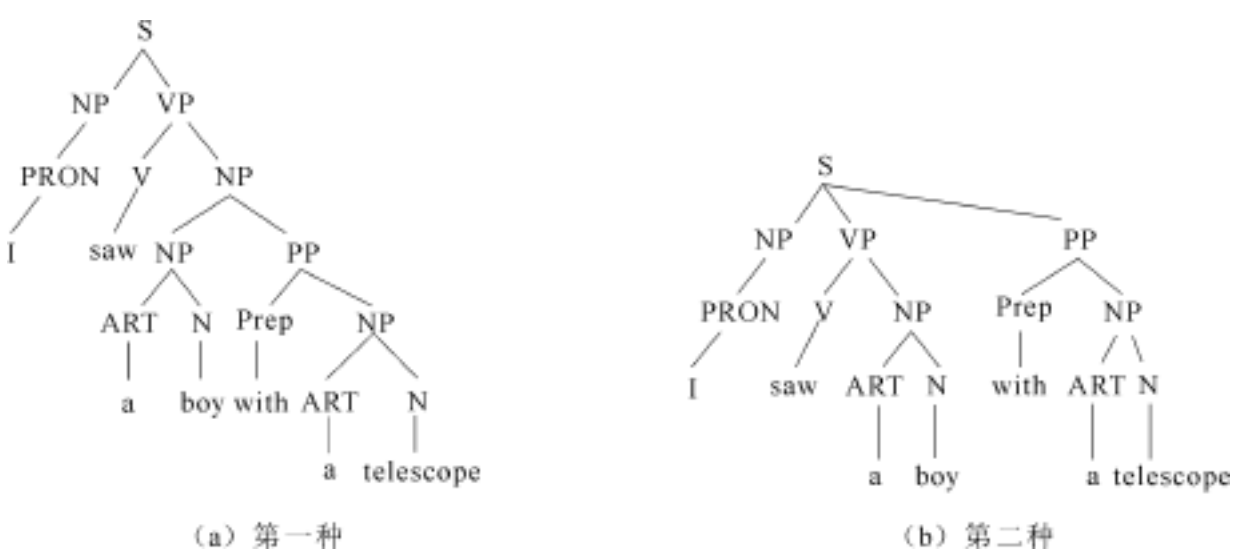 S
NP VP
PRON V NP
I saw NP PP
ART N Prep NP
a boy with ART N
a telescope
(a) 第一种
S
NP VP PP
PRON V NP Prep NP
I saw ART N with ART N
a boy a telescope
(b) 第二种